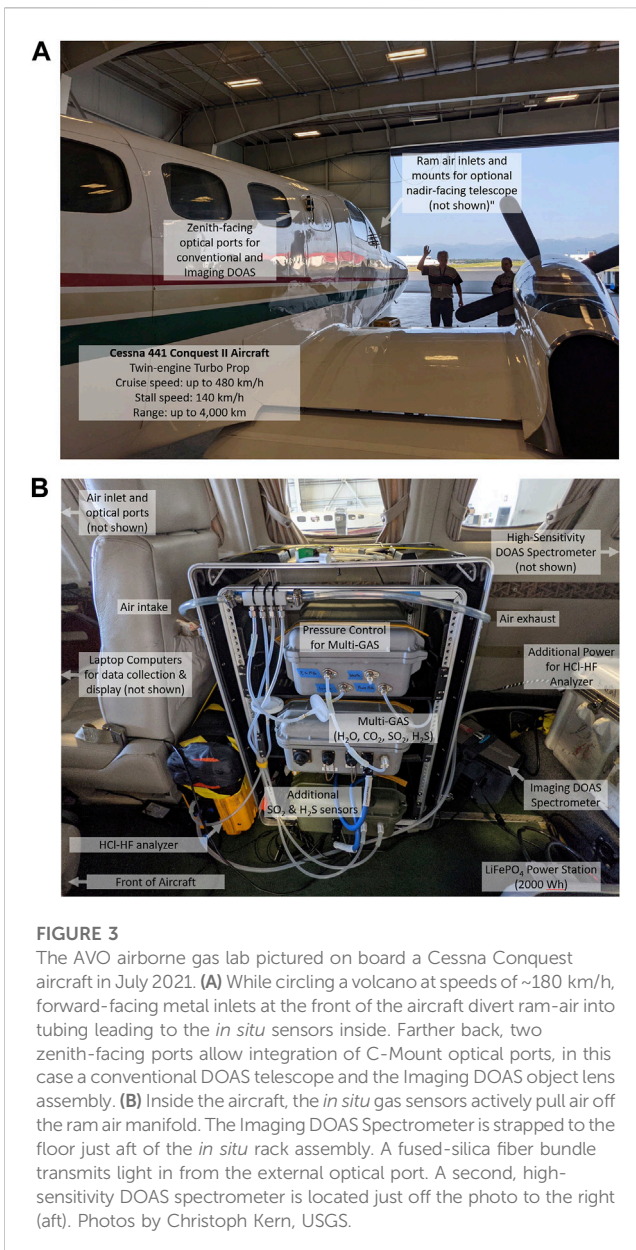 A
Ram air inlets and
mounts for optional
nadir-facing telescope
(not shown)"
Zenith-facing
optical ports for
conventional and
Imaging DOAS
Cessna 441 Conquest II Aircraft
Twin-engine Turbo Prop
Cruise speed: up to 480 km/h
Stall speed: 140 km/h
Range: up to 4,000 km
B
Air inlet and
optical ports
(not shown)
High-Sensitivity
DOAS Spectrometer
(not shown)
Air intake
Air exhaust
Pressure Control
for Multi-GAS
Laptop Computers
for data collection &
display (not shown)
Additional Power
for HCl-HF
Analyzer
Multi-GAS
(H₂O, CO₂, SO₂, H₂S)
Imaging DOAS
Spectrometer
Additional
SO₂ & H₂S sensors
HCl-HF analyzer
LiFePO₄ Power Station
(2000 Wh)
Front of Aircraft
FIGURE 3
The AVO airborne gas lab pictured on board a Cessna Conquest
aircraft in July 2021. (A) While circling a volcano at speeds of ~180 km/h,
forward-facing metal inlets at the front of the aircraft divert ram-air into
tubing leading to the in situ sensors inside. Farther back, two
zenith-facing ports allow integration of C-Mount optical ports, in this
case a conventional DOAS telescope and the Imaging DOAS object lens
assembly. (B) Inside the aircraft, the in situ gas sensors actively pull air off
the ram air manifold. The Imaging DOAS Spectrometer is strapped to the
floor just aft of the in situ rack assembly. A fused-silica fiber bundle
transmits light in from the external optical port. A second, high-
sensitivity DOAS spectrometer is located just off the photo to the right
(aft). Photos by Christoph Kern, USGS.